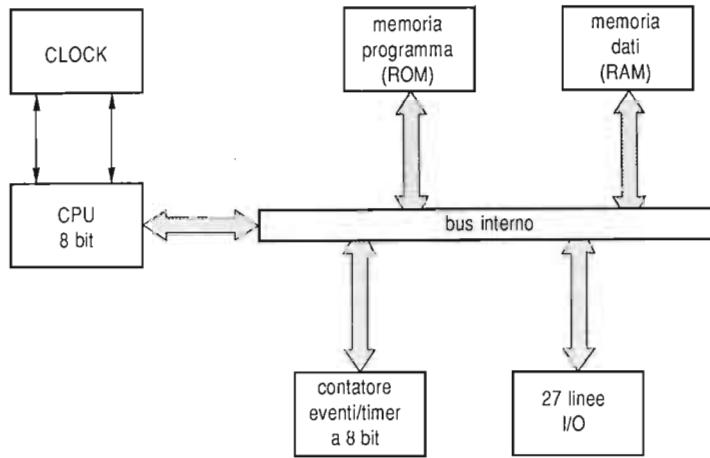 CLOCK
memoria
programma
(ROM)
memoria
dati
(RAM)
CPU
8 bit
bus interno
contatore
eventi/timer
a 8 bit
27 linee
I/O